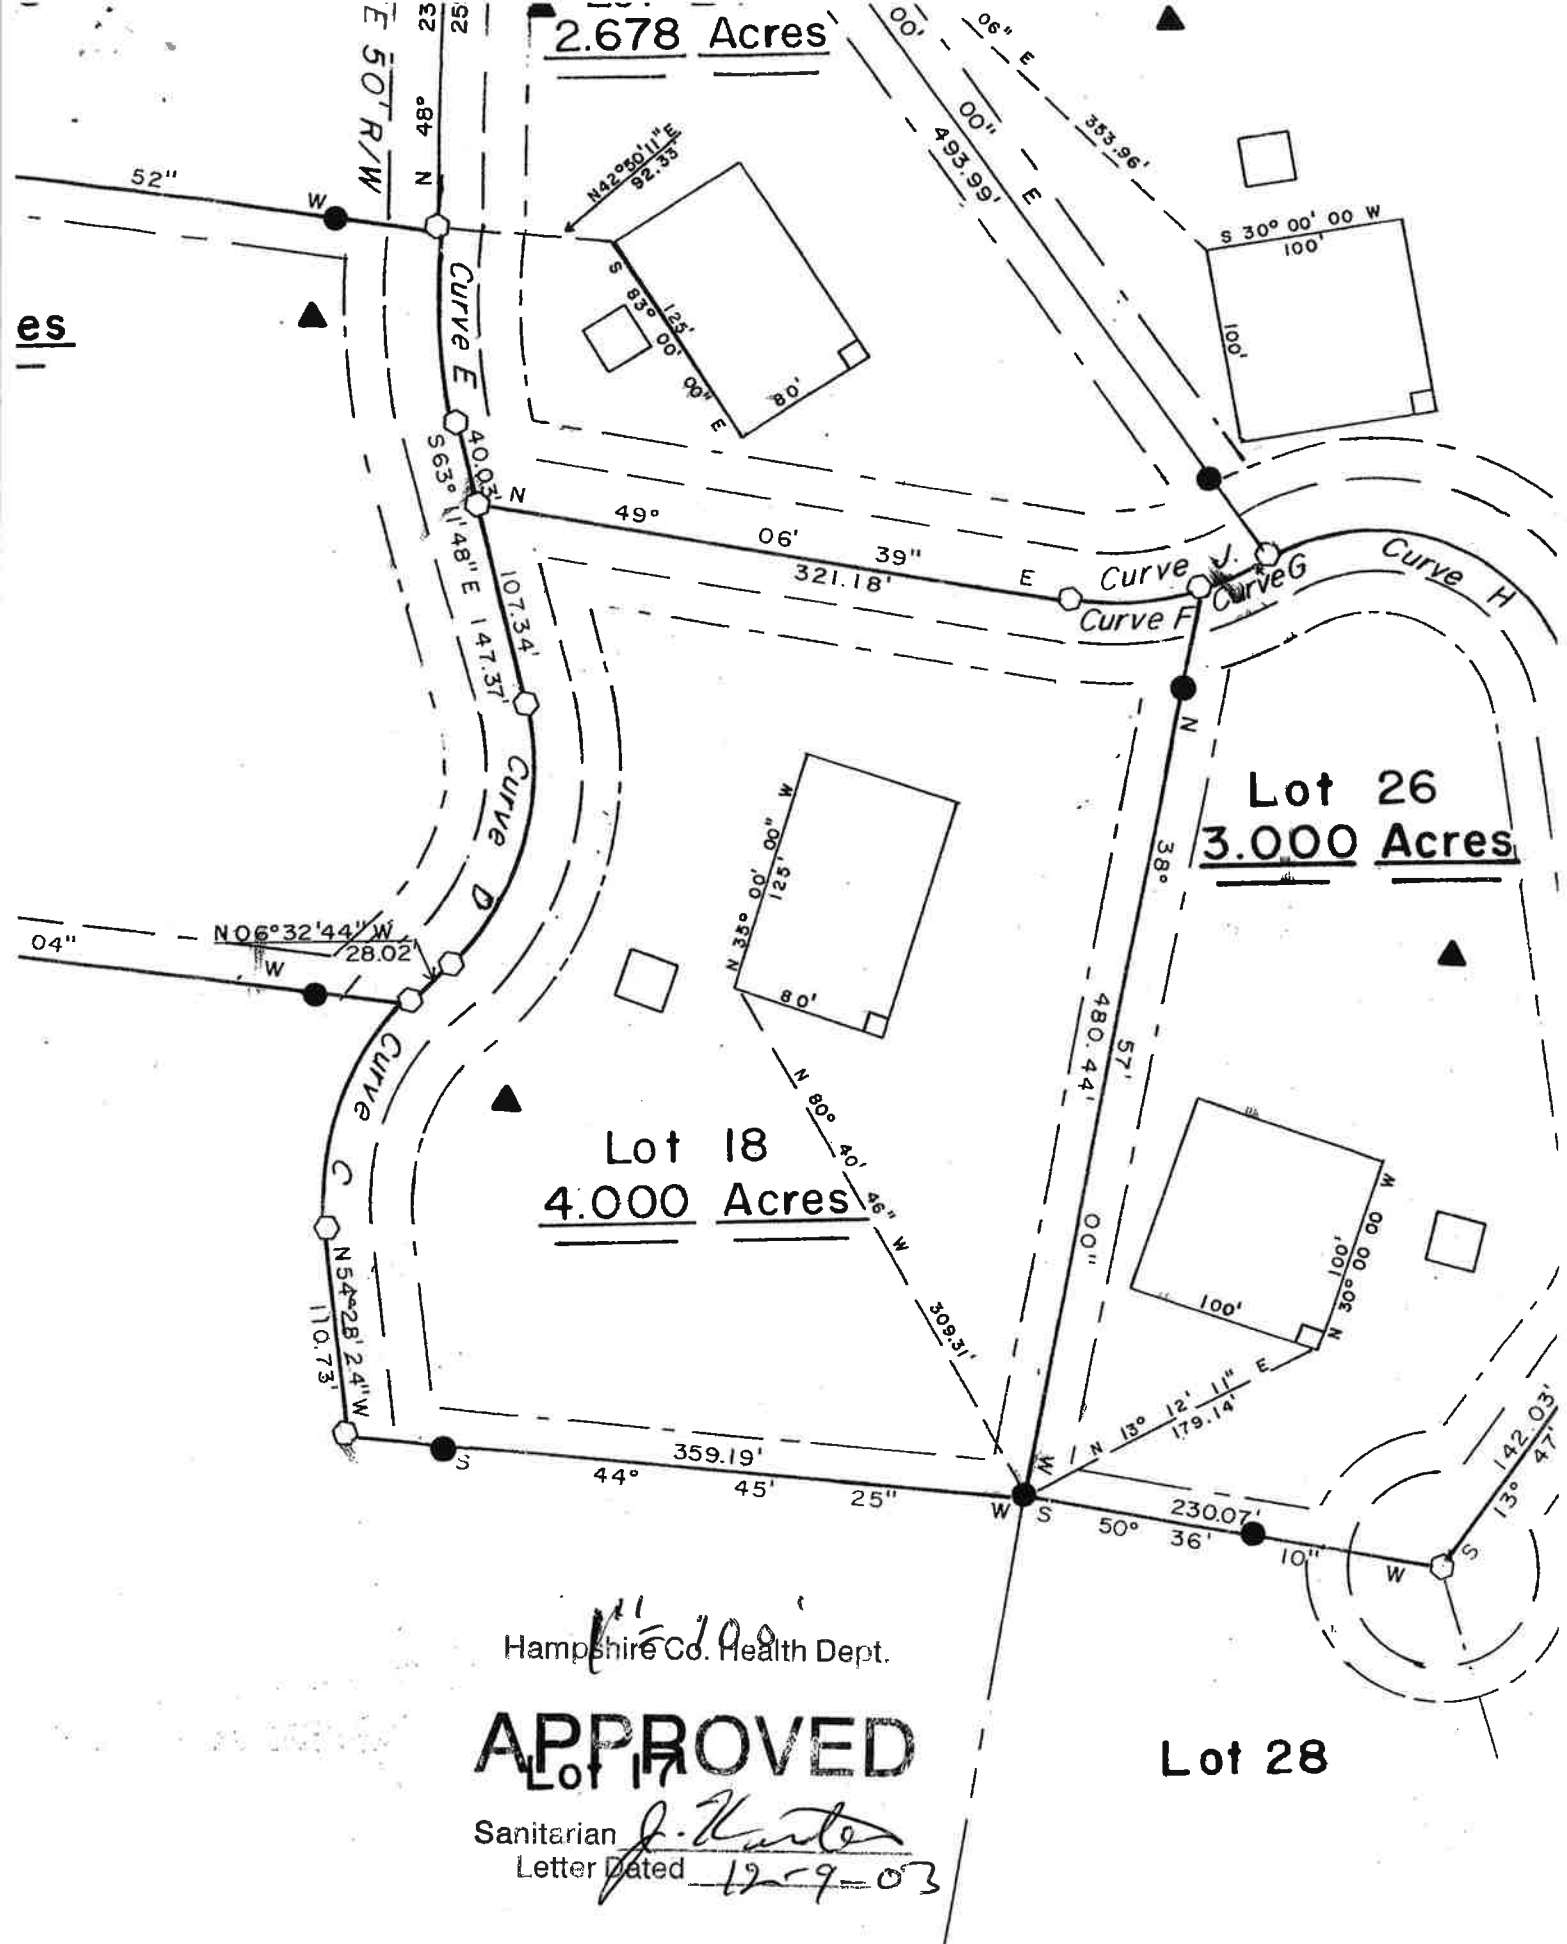 2.678 Acres
E 50' R/W
N 48°
23
25
00'
00" E
493.99'
06" E
353.96'
52" W
N42°50'11"E
92.33'
S 30° 00' 00 W
100'
100'
es
Curve E
S 83° 00' 00" E
125'
80'
40.03'
S63° 11' 48" E 147.37'
107.34'
N 49° 06' 39" E
321.18'
Curve J.
Curve F
Curve G
Curve H
N 38° 57' 00" W
480.44'
Lot 26
3.000 Acres
Curve D
N 35° 00' 00" W
125'
80'
N06°32'44"W
28.02'
04" W
Curve C
N 80° 40' 46" W
309.31'
Lot 18
4.000 Acres
N54°28'24"W
110.73'
100'
N 30° 00 00 W
100'
N 13° 12' 11" E
179.14'
359.19'
S 44° 45' 25" W
230.07'
S 50° 36' 10" W
142.03'
S 13° 47'
1"=100'
Hampshire Co. Health Dept.
APPROVED
Lot 17
Lot 28
Sanitarian
Letter Dated 12-9-03